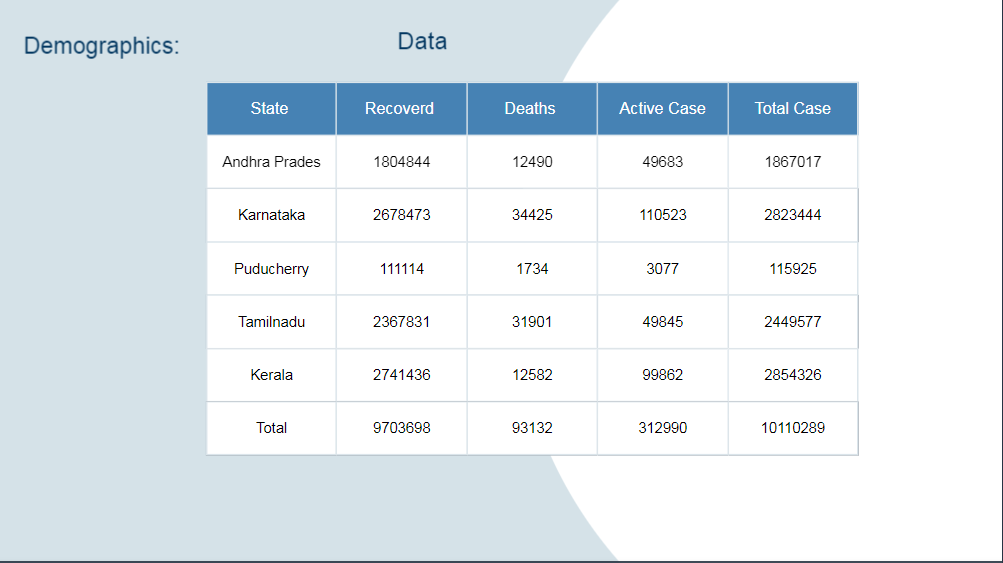 Demographics:
Data
State Recoverd Deaths Active Case Total Case
Andhra Prades 1804844 12490 49683 1867017
Karnataka 2678473 34425 110523 2823444
Puducherry 111114 1734 3077 115925
Tamilnadu 2367831 31901 49845 2449577
Kerala 2741436 12582 99862 2854326
Total 9703698 93132 312990 10110289